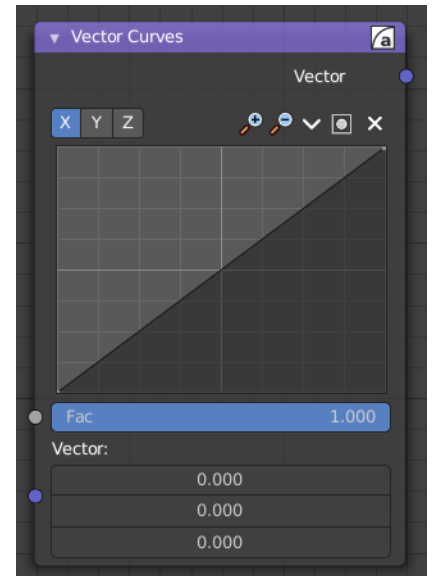 Vector Curves
a
Vector
X Y Z
Fac 1.000
Vector:
0.000
0.000
0.000